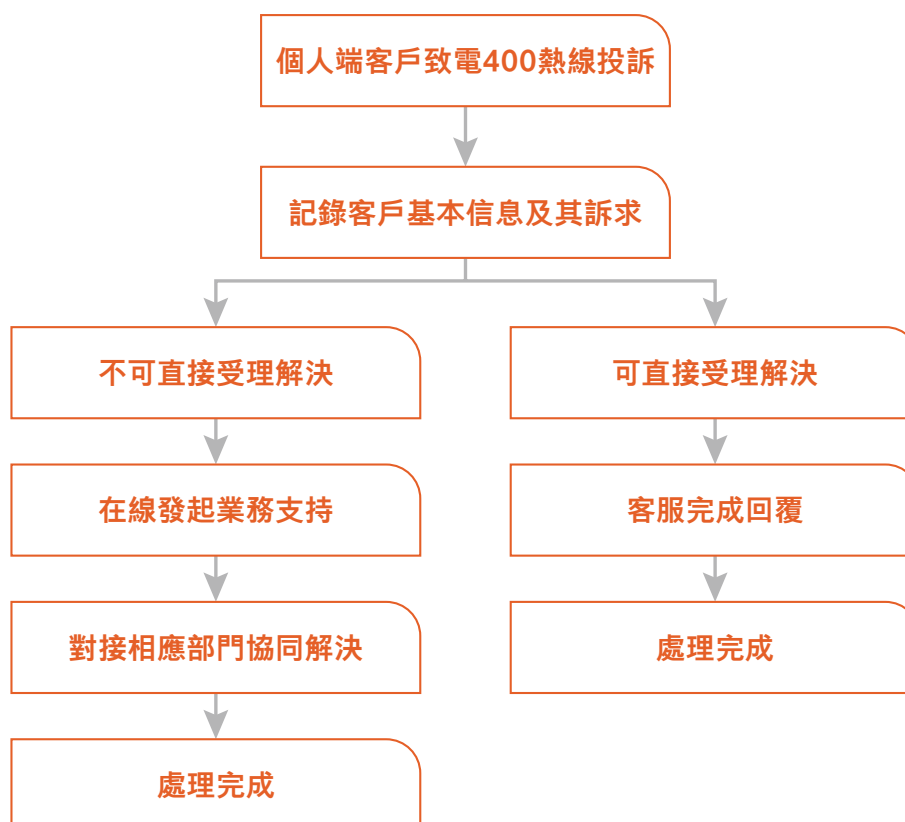 個人端客戶致電400熱線投訴
記錄客戶基本信息及其訴求
不可直接受理解決
可直接受理解決
在線發起業務支持
客服完成回覆
對接相應部門協同解決
處理完成
處理完成